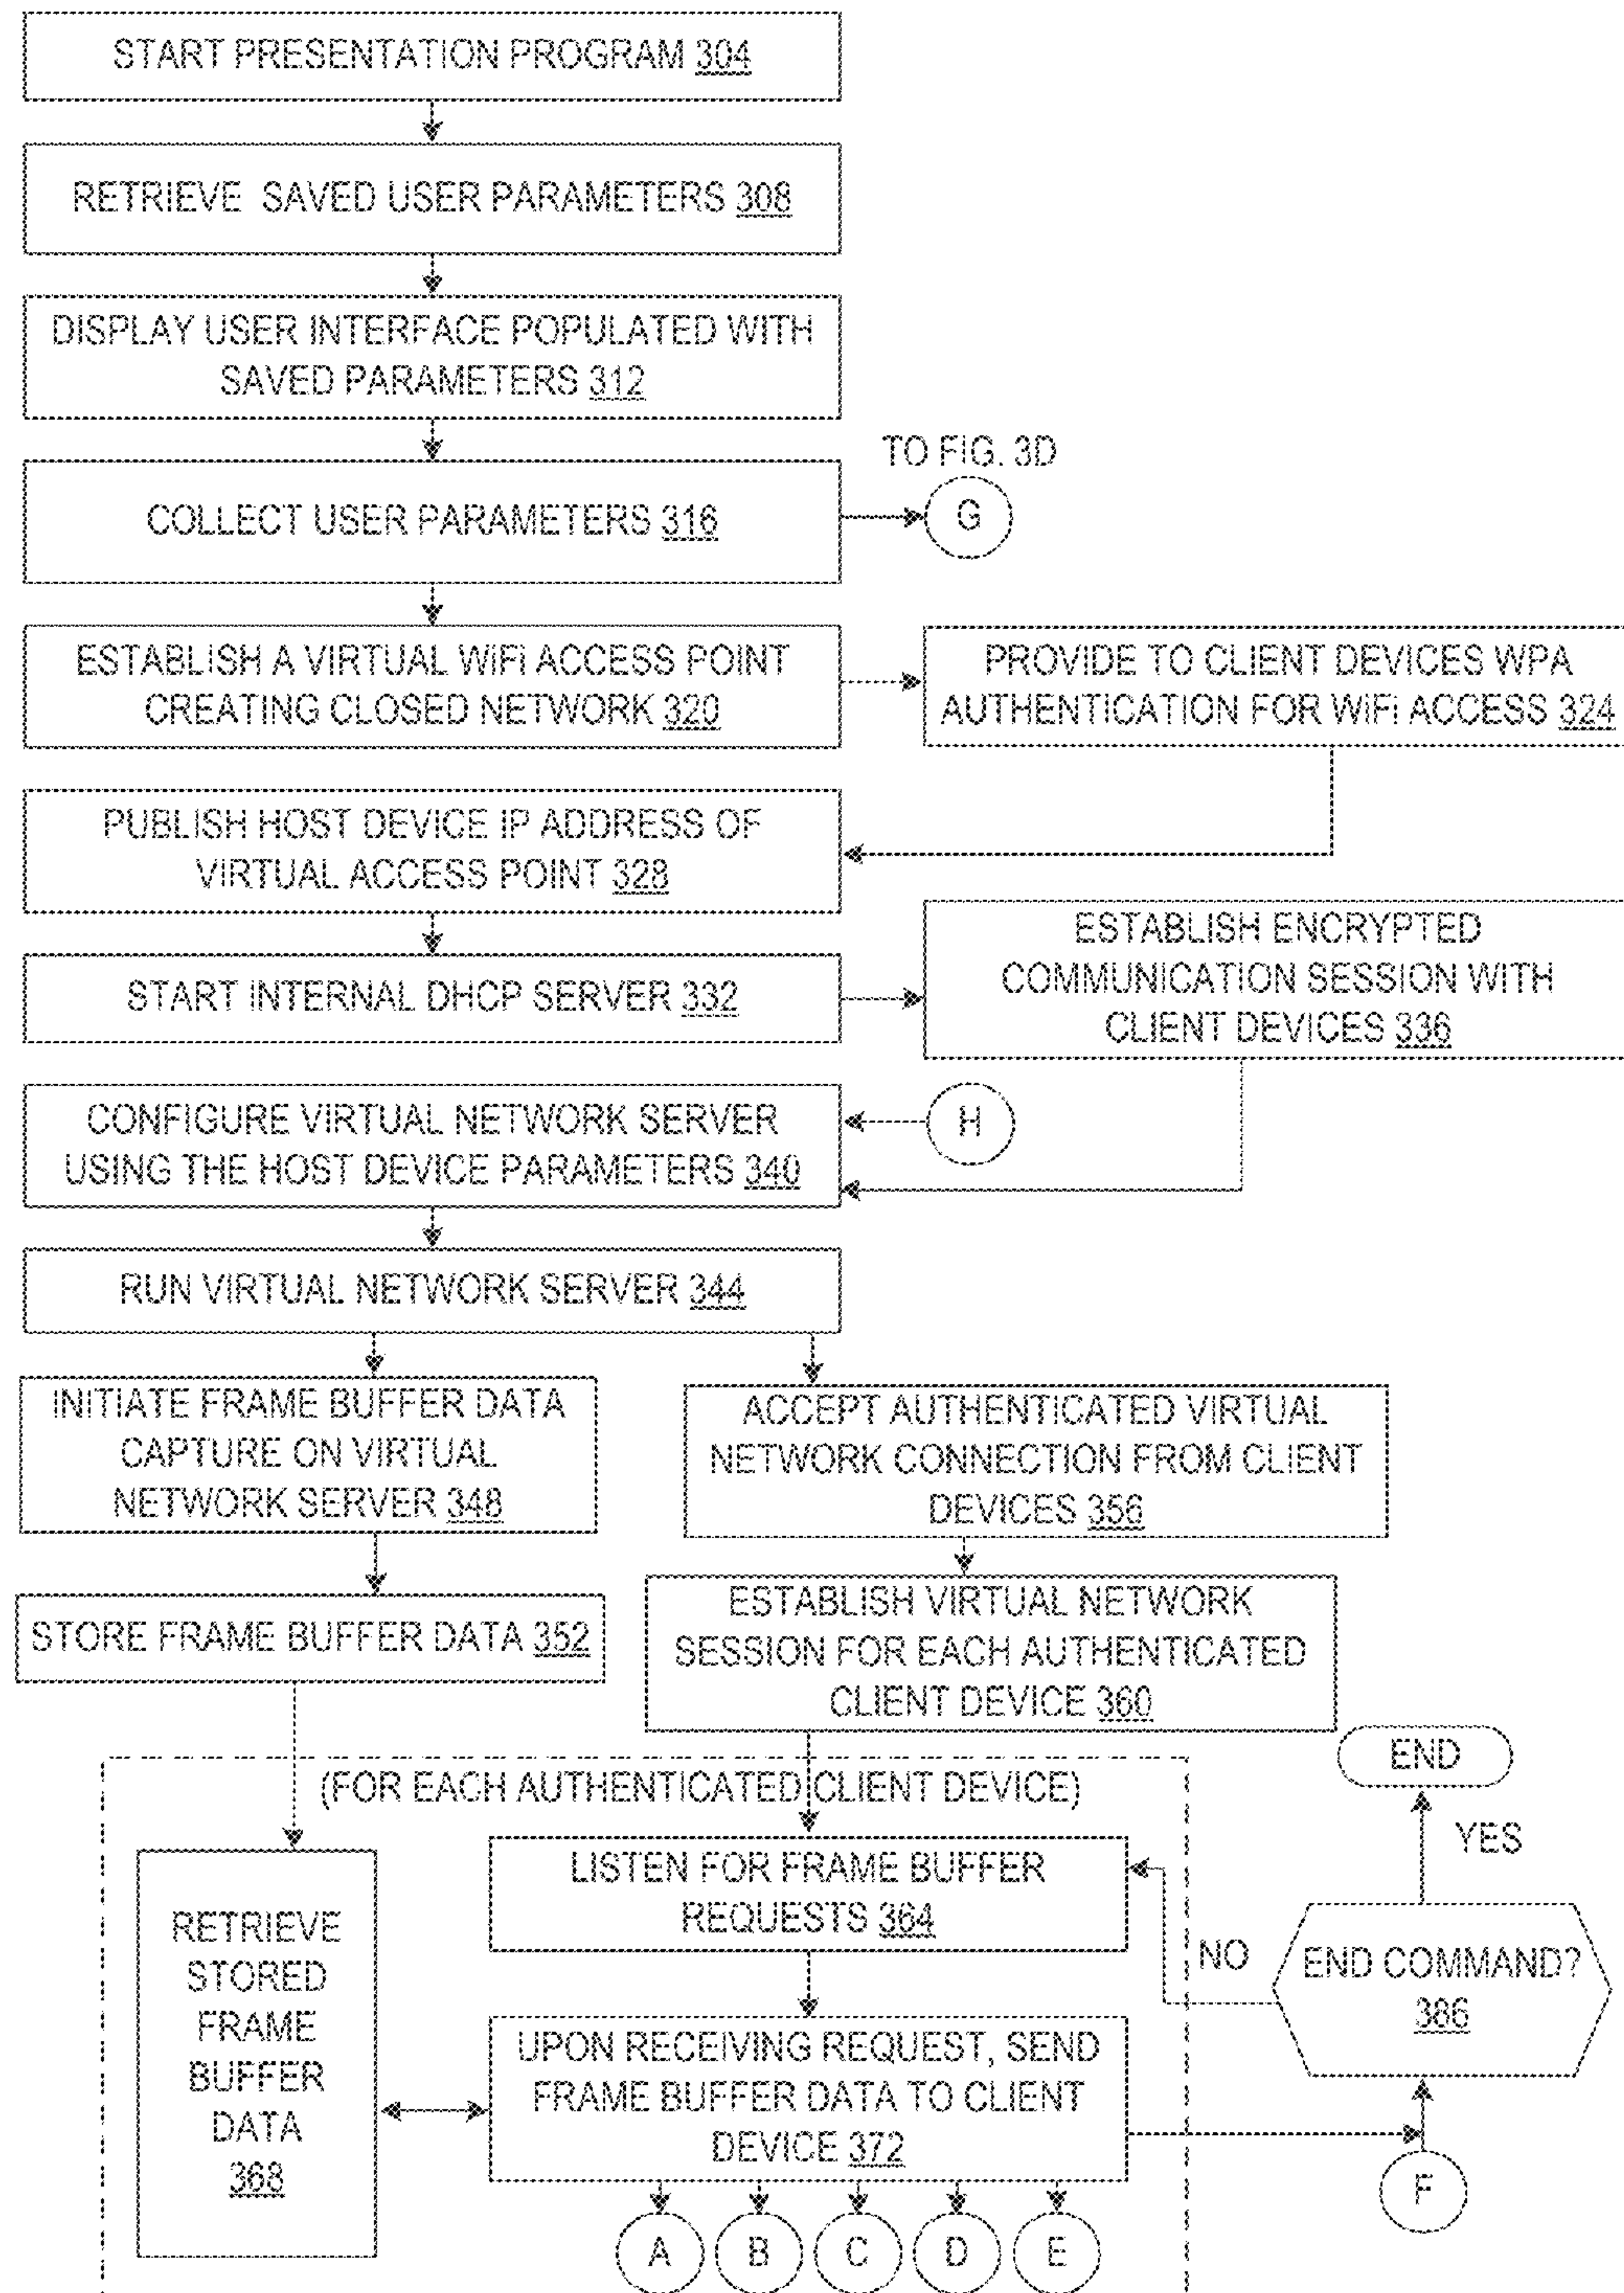 START PRESENTATION PROGRAM 304
RETRIEVE SAVED USER PARAMETERS 308
DISPLAY USER INTERFACE POPULATED WITH
SAVED PARAMETERS 312
TO FIG. 3D
COLLECT USER PARAMETERS 316
G
ESTABLISH A VIRTUAL WiFi ACCESS POINT
CREATING CLOSED NETWORK 320
PROVIDE TO CLIENT DEVICES WPA
AUTHENTICATION FOR WiFi ACCESS 324
PUBLISH HOST DEVICE IP ADDRESS OF
VIRTUAL ACCESS POINT 328
START INTERNAL DHCP SERVER 332
ESTABLISH ENCRYPTED
COMMUNICATION SESSION WITH
CLIENT DEVICES 336
CONFIGURE VIRTUAL NETWORK SERVER
USING THE HOST DEVICE PARAMETERS 340
H
RUN VIRTUAL NETWORK SERVER 344
INITIATE FRAME BUFFER DATA
CAPTURE ON VIRTUAL
NETWORK SERVER 348
ACCEPT AUTHENTICATED VIRTUAL
NETWORK CONNECTION FROM CLIENT
DEVICES 356
STORE FRAME BUFFER DATA 352
ESTABLISH VIRTUAL NETWORK
SESSION FOR EACH AUTHENTICATED
CLIENT DEVICE 360
END
(FOR EACH AUTHENTICATED CLIENT DEVICE)
YES
LISTEN FOR FRAME BUFFER
REQUESTS 364
RETRIEVE
STORED
FRAME
BUFFER
DATA
368
NO
END COMMAND?
386
UPON RECEIVING REQUEST, SEND
FRAME BUFFER DATA TO CLIENT
DEVICE 372
F
A B C D E